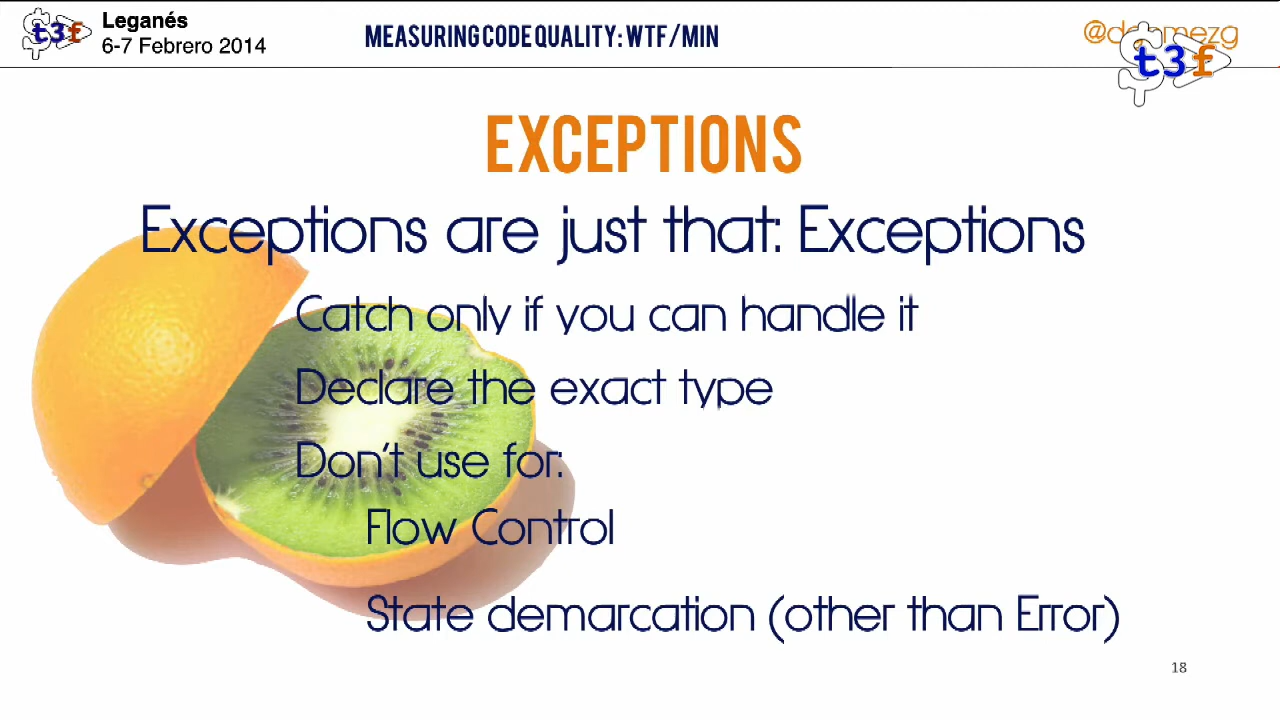 t3f
Leganés
6-7 Febrero 2014
MEASURING CODE QUALITY: WTF/MIN
t3f
EXCEPTIONS
Exceptions are just that: Exceptions
Catch only if you can handle it
Declare the exact type
Don't use for:
Flow Control
State demarcation (other than Error)
18